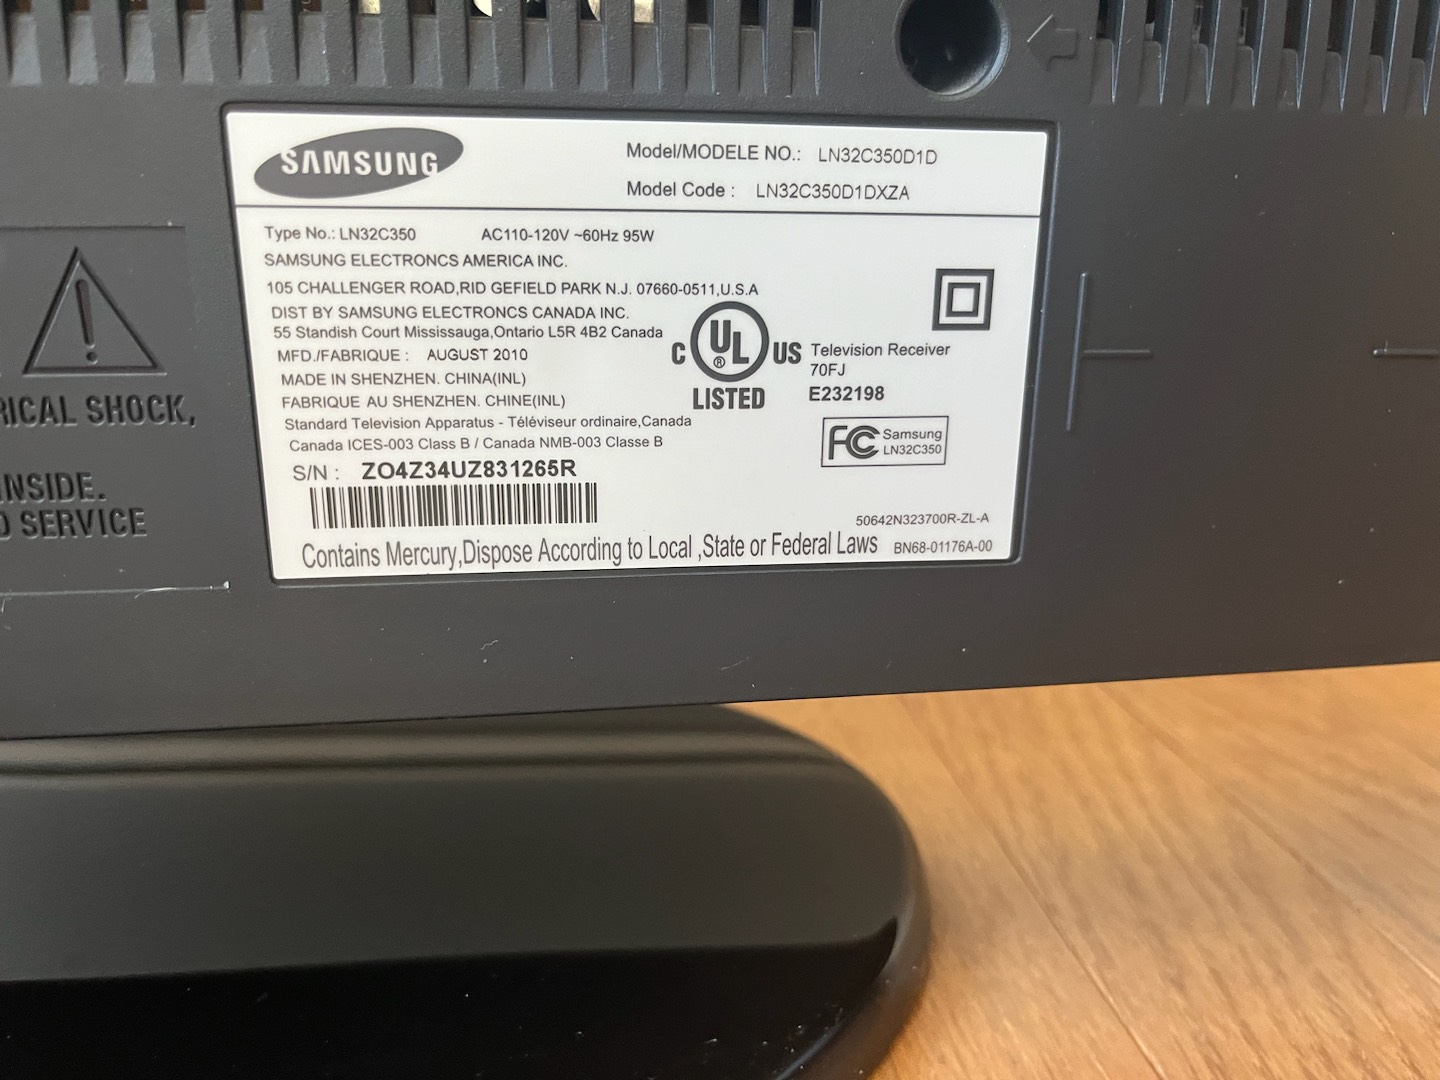 SAMSUNG
Model/MODELE NO.: LN32C350D1D
Model Code : LN32C350D1DXZA
Type No.: LN32C350 AC110-120V ~60Hz 95W
SAMSUNG ELECTRONCS AMERICA INC.
105 CHALLENGER ROAD,RID GEFIELD PARK N.J. 07660-0511,U.S.A
DIST BY SAMSUNG ELECTRONCS CANADA INC.
55 Standish Court Mississauga,Ontario L5R 4B2 Canada
MFD./FABRIQUE : AUGUST 2010
MADE IN SHENZHEN. CHINA(INL)
FABRIQUE AU SHENZHEN. CHINE(INL)
Standard Television Apparatus - Téléviseur ordinaire,Canada
Canada ICES-003 Class B / Canada NMB-003 Classe B
S/N : ZO4Z34UZ831265R
C UL ® US
LISTED
Television Receiver
70FJ
E232198
FC Samsung
LN32C350
50642N323700R-ZL-A
Contains Mercury,Dispose According to Local ,State or Federal Laws BN68-01176A-00
RICAL SHOCK,
INSIDE.
D SERVICE